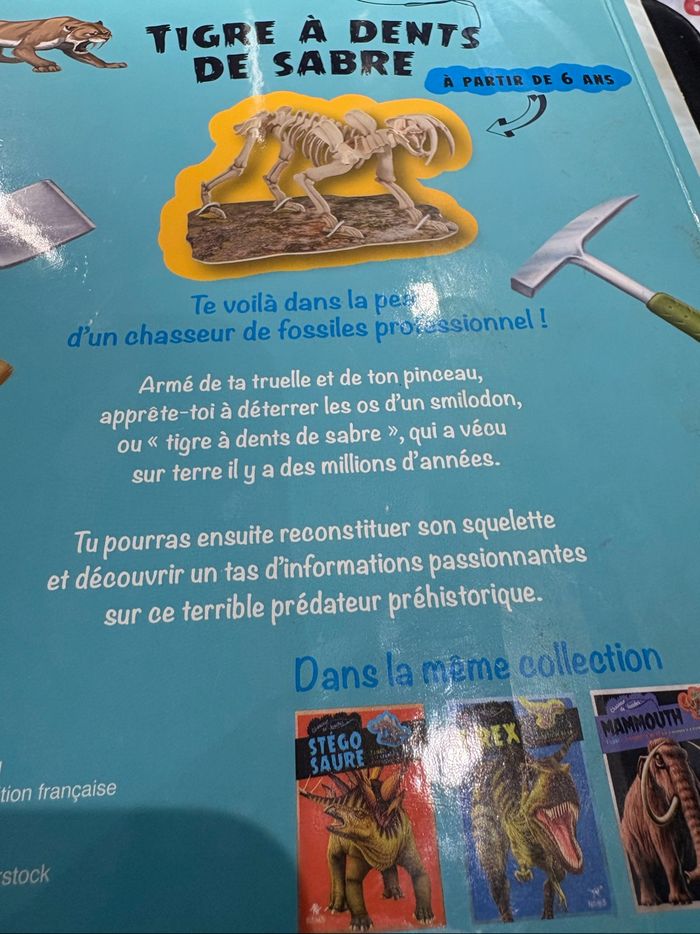 TIGRE À DENTS
DE SABRE
À PARTIR DE 6 ANS
Te voilà dans la
d'un chasseur de fossiles professionnel !
Armé de ta truelle et de ton pinceau,
apprête-toi à déterrer les os d'un smilodon,
ou « tigre à dents de sabre », qui a vécu
sur terre il y a des millions d'années.
Tu pourras ensuite reconstituer son squelette
et découvrir un tas d'informations passionnantes
sur ce terrible prédateur préhistorique.
Dans la même collection
STÉGO
SAURE
REX
MAMMOUTH
tion française
rstock